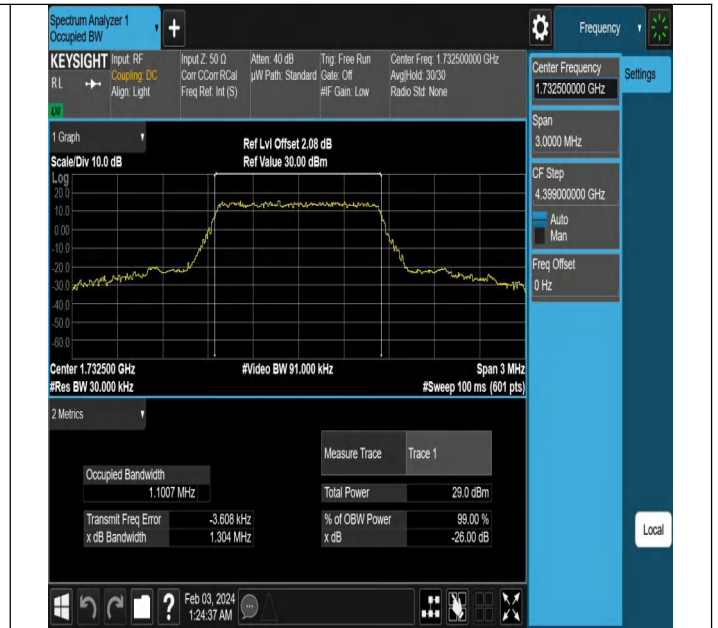 Spectrum Analyzer 1
Occupied BW
+
Frequency
KEYSIGHT
RL
LXI
Input: RF
Coupling: DC
Align: Light
Input Z: 50 Ω
Corr CCorr RCal
Freq Ref: Int (S)
Atten: 40 dB
µW Path: Standard
Trig: Free Run
Gate: Off
#IF Gain: Low
Center Freq: 1.732500000 GHz
Avg|Hold: 30/30
Radio Std: None
Center Frequency
1.732500000 GHz
Settings
Span
3.0000 MHz
CF Step
4.399000000 GHz
Auto
Man
Freq Offset
0 Hz
Local
1 Graph
Scale/Div 10.0 dB
Ref Lvl Offset 2.08 dB
Ref Value 30.00 dBm
Log
20.0
10.0
0.00
-10.0
-20.0
-30.0
-40.0
-50.0
-60.0
Center 1.732500 GHz
#Video BW 91.000 kHz
Span 3 MHz
#Res BW 30.000 kHz
#Sweep 100 ms (601 pts)
2 Metrics
Measure Trace Trace 1
Occupied Bandwidth
1.1007 MHz
Total Power 29.0 dBm
Transmit Freq Error -3.608 kHz
% of OBW Power 99.00 %
x dB Bandwidth 1.304 MHz
x dB -26.00 dB
?
Feb 03, 2024
1:24:37 AM